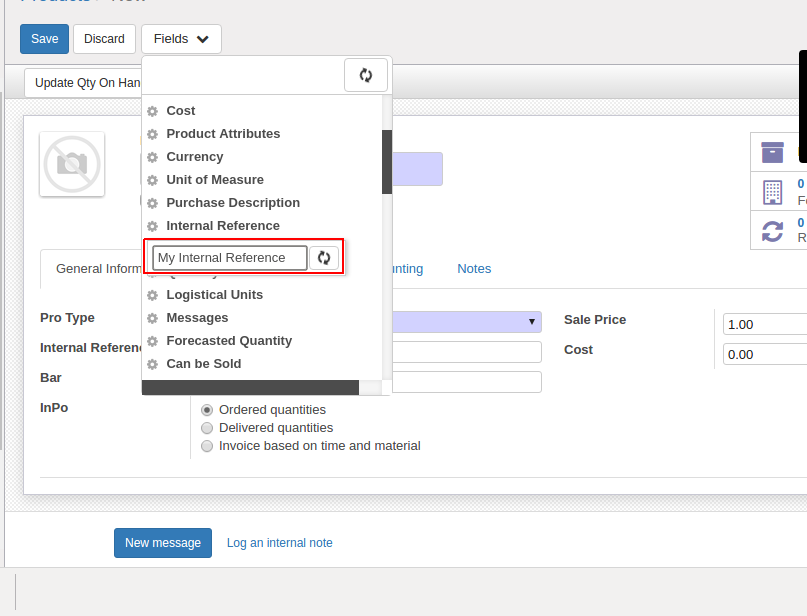 Save
Discard
Fields
Update Qty On Han
Cost
Product Attributes
Currency
Unit of Measure
Purchase Description
Internal Reference
My Internal Reference
Logistical Units
Messages
Forecasted Quantity
Can be Sold
0
0
R
General Inform
unting
Notes
Pro Type
Internal Referenc
Bar
InPo
Sale Price
1.00
Cost
0.00
Ordered quantities
Delivered quantities
Invoice based on time and material
New message
Log an internal note